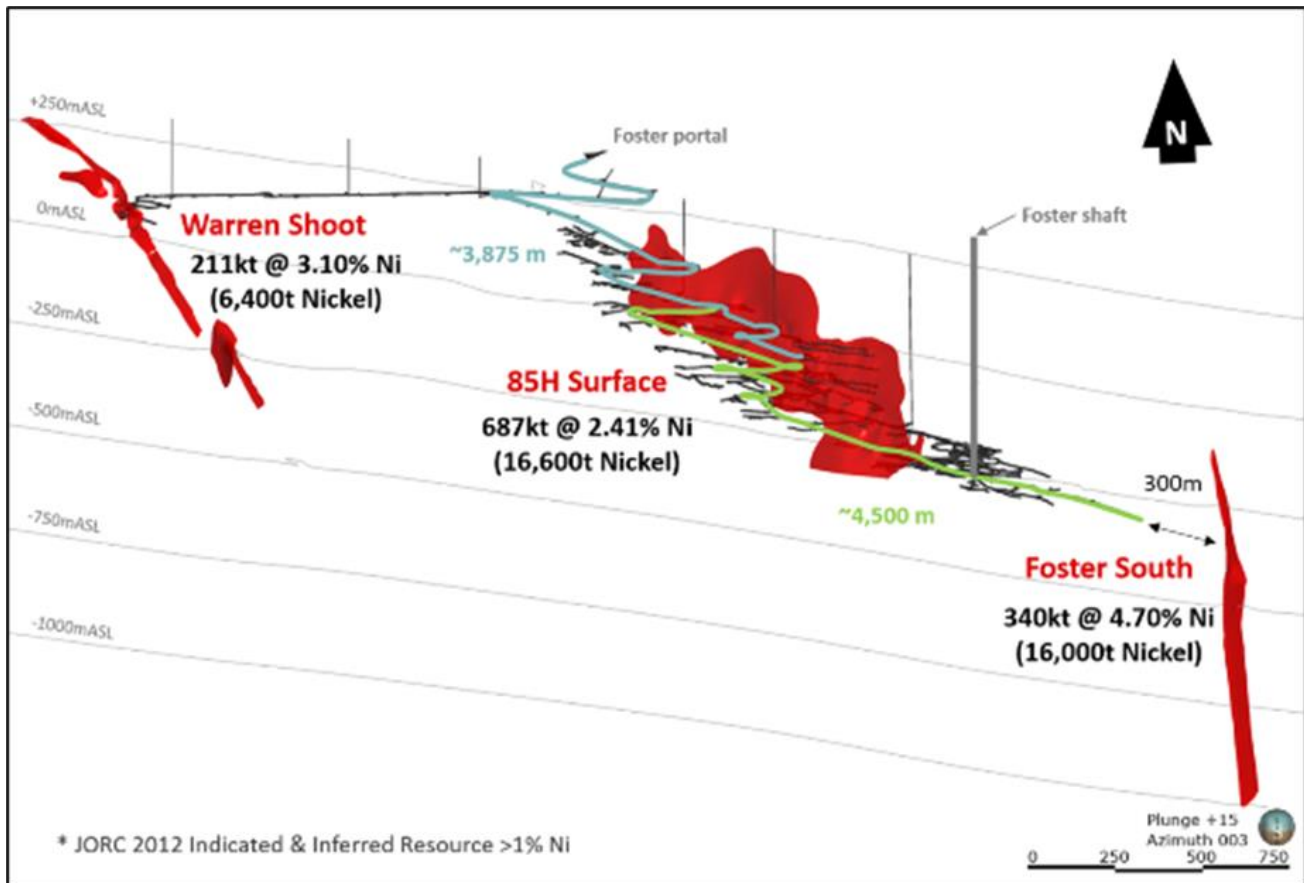 +250mASL
Foster portal
N
0mASL
Warren Shoot
211kt @ 3.10% Ni
(6,400t Nickel)
~3,875 m
Foster shaft
-250mASL
85H Surface
687kt @ 2.41% Ni
(16,600t Nickel)
-500mASL
~4,500 m
300m
-750mASL
Foster South
340kt @ 4.70% Ni
(16,000t Nickel)
-1000mASL
* JORC 2012 Indicated & Inferred Resource >1% Ni
Plunge +15
Azimuth 003
0 250 500 750